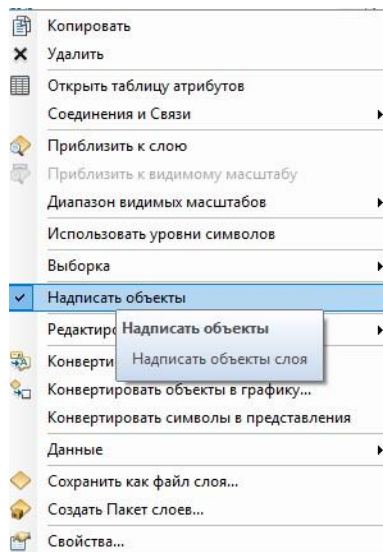 Копировать
Удалить
Открыть таблицу атрибутов
Соединения и Связи
Приблизить к слою
Приблизить к видимому масштабу
Диапазон видимых масштабов
Использовать уровни символов
Выборка
Надписать объекты
Надписать объекты
Надписать объекты слоя
Конвертировать объекты в графику...
Конвертировать символы в представления
Данные
Сохранить как файл слоя...
Создать Пакет слоев...
Свойства...